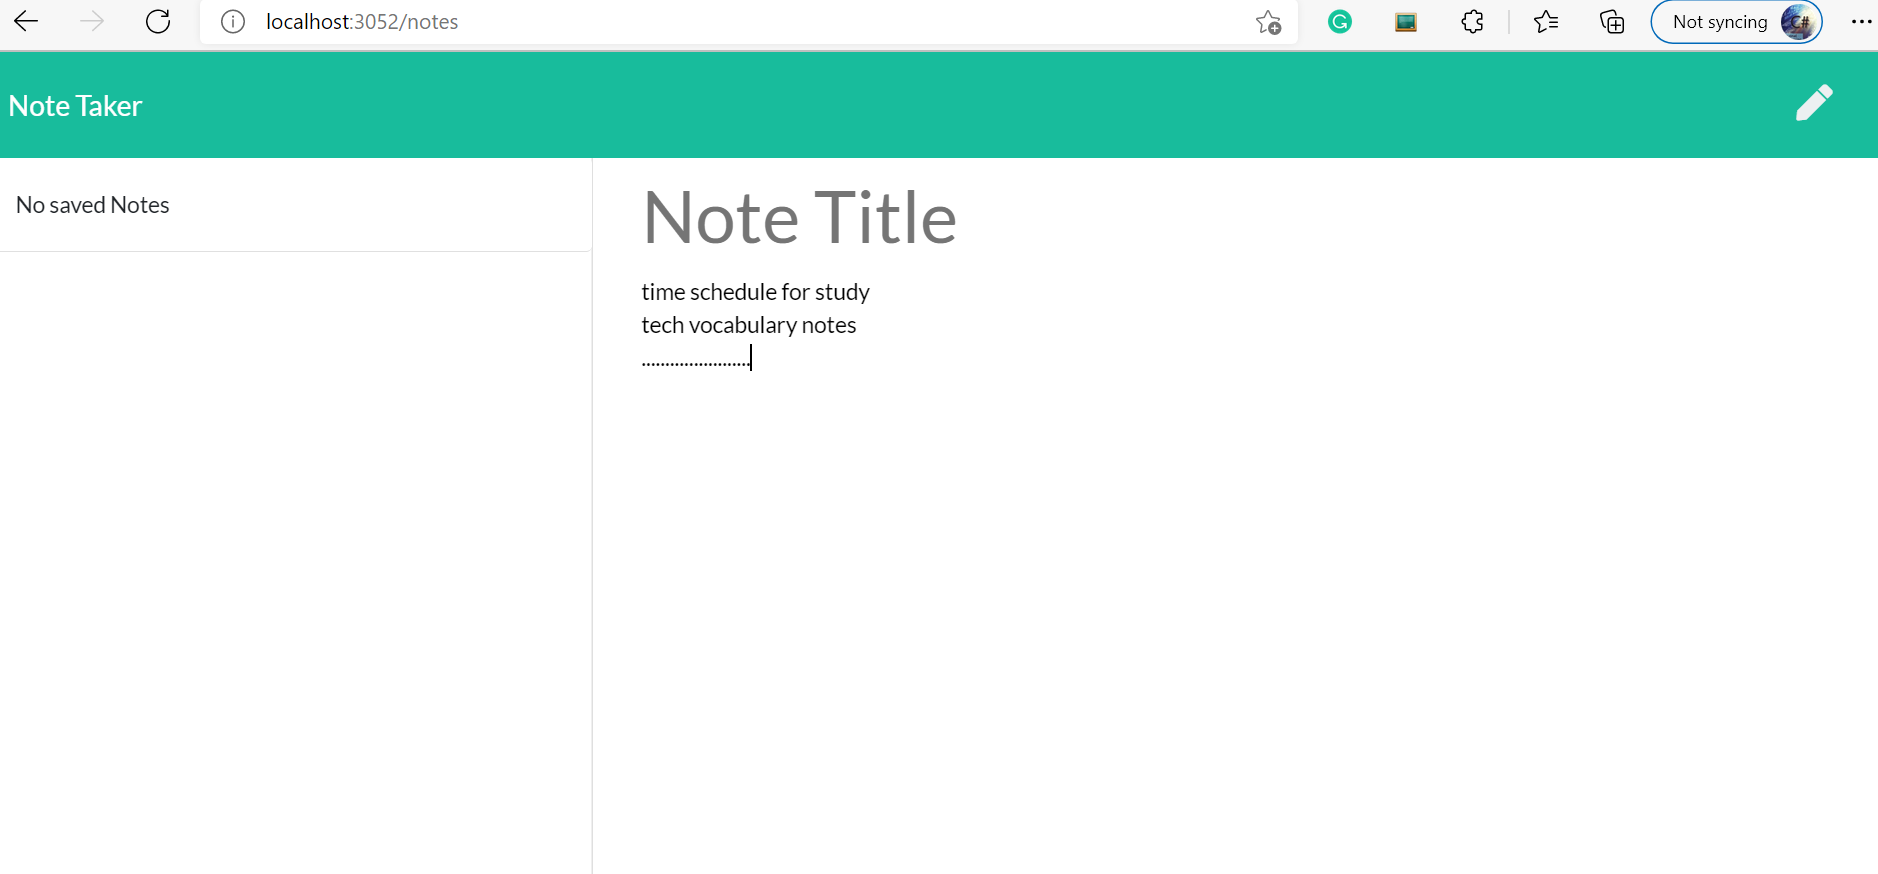 localhost:3052/notes
Not syncing
C#
Note Taker
No saved Notes
Note Title
time schedule for study
tech vocabulary notes
.......................